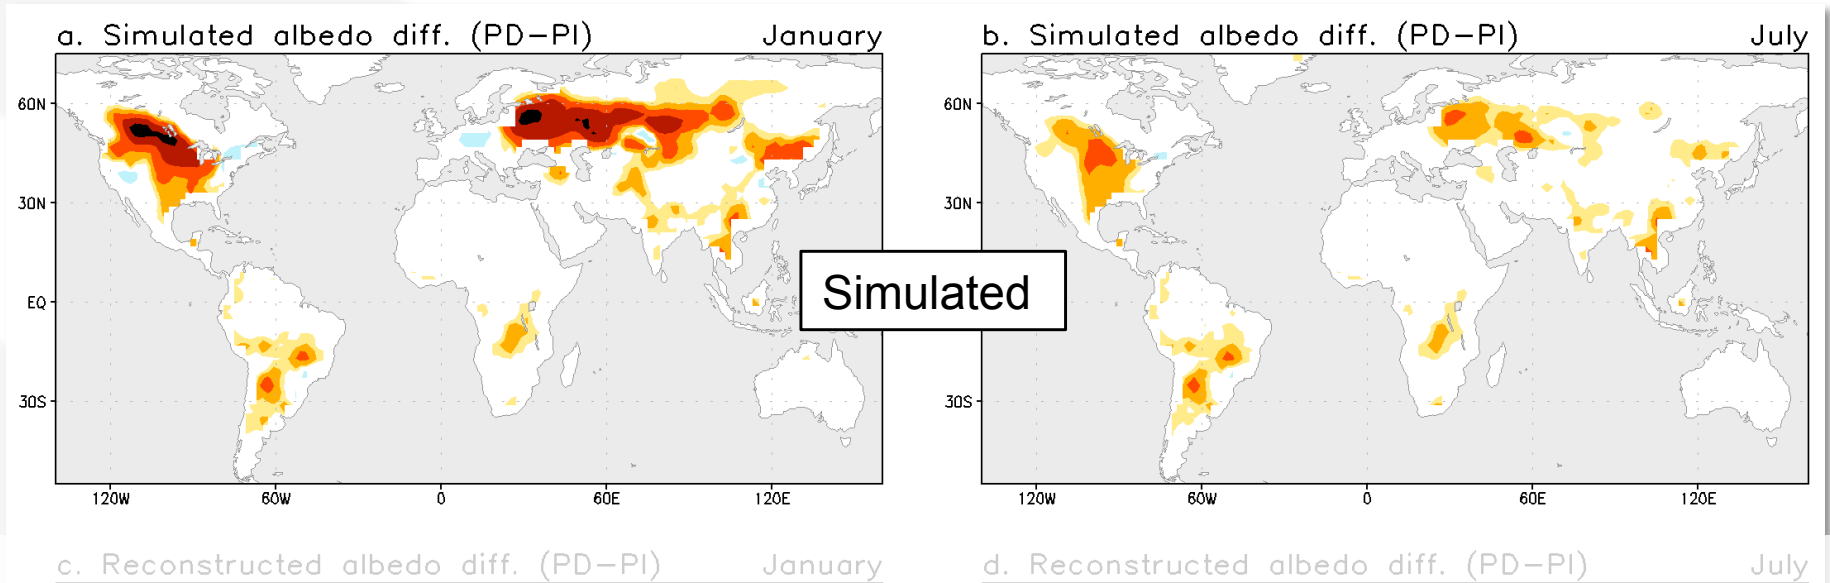 a. Simulated albedo diff. (PD−PI) January
b. Simulated albedo diff. (PD−PI) July
60N
30N
EQ
30S
120W 60W 0 60E 120E
Simulated
60N
30N
30S
120W 60W 0 60E 120E
c. Reconstructed albedo diff. (PD−PI) January
d. Reconstructed albedo diff. (PD−PI) July